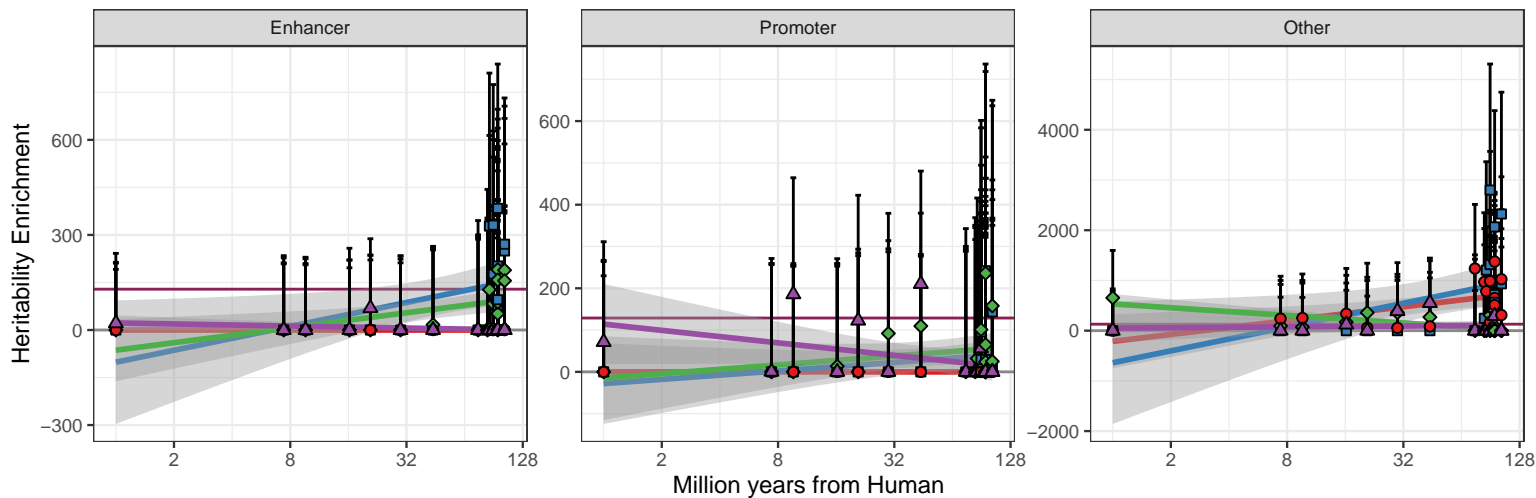 Enhancer Promoter Other
Heritability Enrichment
600
300
0
−300
600
400
200
0
4000
2000
0
−2000
2 8 32 128
2 8 32 128
2 8 32 128
Million years from Human